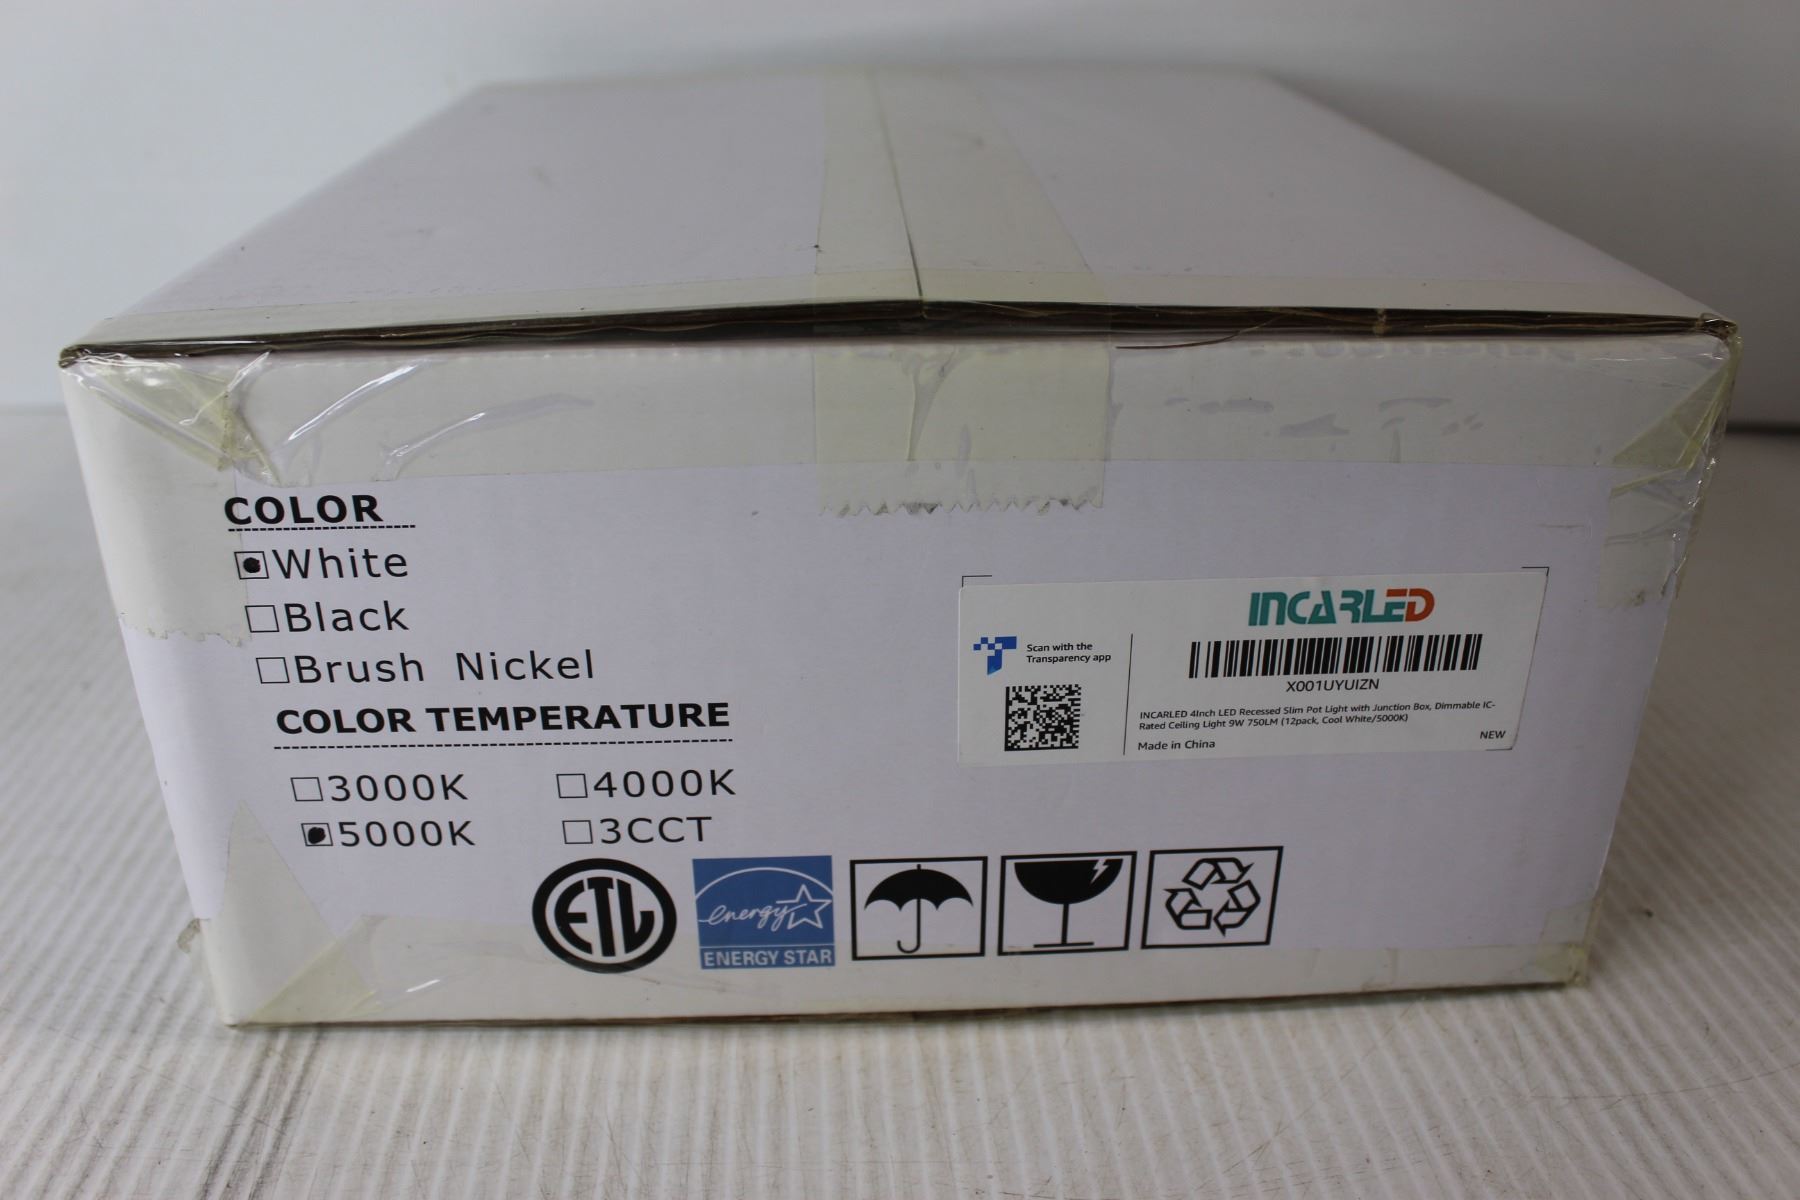 COLOR
White
Black
Brush Nickel
COLOR TEMPERATURE
3000K 4000K
5000K 3CCT
ETL
energy
ENERGY STAR
INCARLED
Scan with the
Transparency app
X001UYUIZN
INCARLED 4Inch LED Recessed Slim Pot Light with Junction Box, Dimmable IC-
Rated Ceiling Light 9W 750LM (12pack, Cool White/5000K)
Made in China
NEW